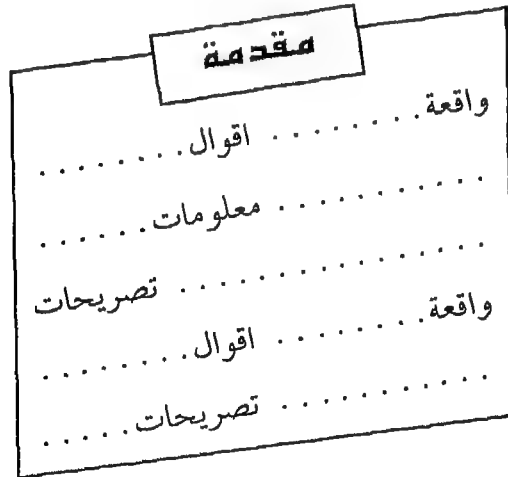 مقدمة
واقعة . . . . . . . . اقوال . . . . . . . .
. . . . . . . . . . . معلومات . . . . . .
. . . . . . . . . . . . . . . . تصريحات
واقعة . . . . . . . . اقوال . . . . . . . .
. . . . . . . . . . . تصريحات . . . . .